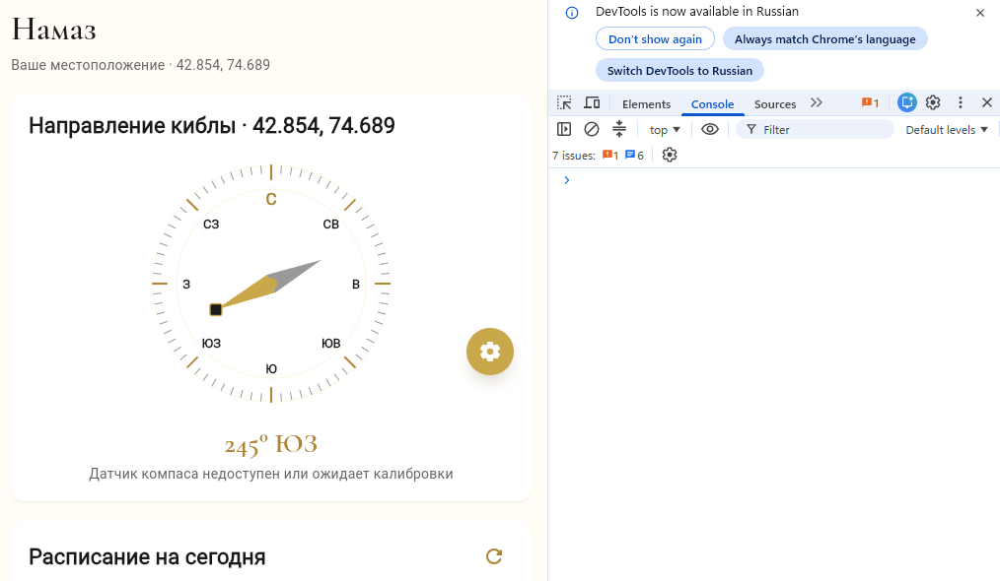 Намаз
Ваше местоположение · 42.854, 74.689
Направление киблы · 42.854, 74.689
С
СЗ
СВ
З
В
ЮЗ
ЮВ
Ю
245° ЮЗ
Датчик компаса недоступен или ожидает калибровки
Расписание на сегодня
DevTools is now available in Russian
Don't show again
Always match Chrome's language
Switch DevTools to Russian
Elements
Console
Sources
1
top
Filter
Default levels
7 issues:
1
6